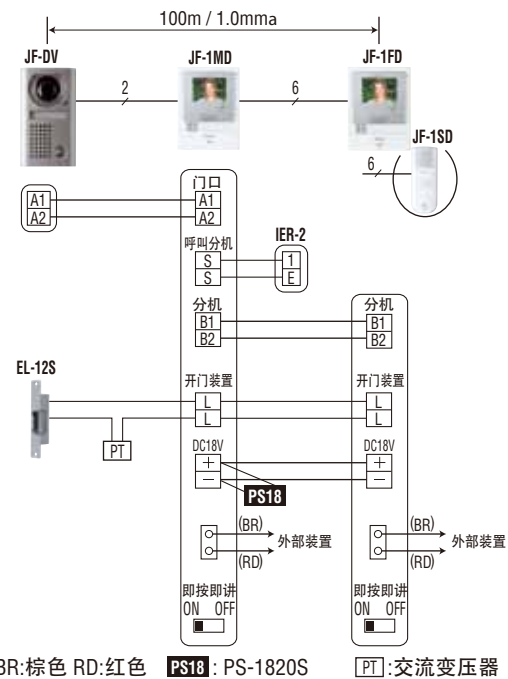 100m / 1.0mma
JF-DV
JF-1MD
JF-1FD
2
6
JF-1SD
6
门口
A1
A2
A1
A2
呼叫分机
S
S
IER-2
1
E
分机
B1
B2
分机
B1
B2
EL-12S
开门装置
L
L
开门装置
L
L
PT
DC18V
+
−
DC18V
+
−
PS18
(BR)
外部装置
(RD)
(BR)
外部装置
(RD)
即按即讲
ON OFF
即按即讲
ON OFF
BR:棕色 RD:红色 PS18 : PS-1820S PT :交流变压器